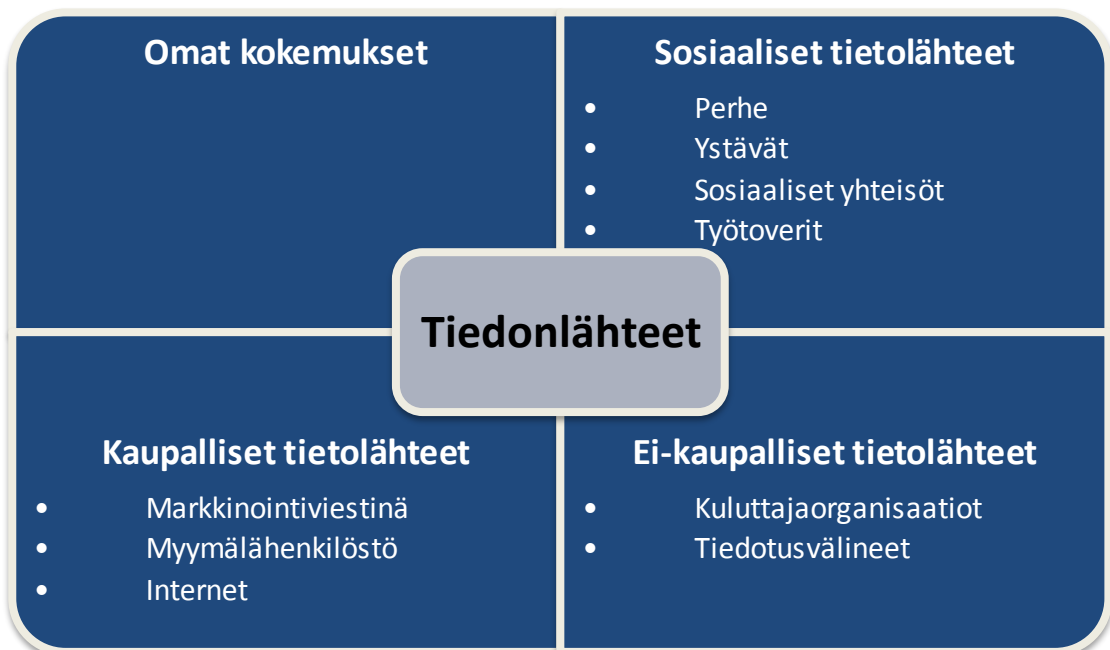 Omat kokemukset
Sosiaaliset tietolähteet
• Perhe
• Ystävät
• Sosiaaliset yhteisöt
• Työtoverit
Tiedonlähteet
Kaupalliset tietolähteet
• Markkinointiviestinä
• Myymälähenkilöstö
• Internet
Ei-kaupalliset tietolähteet
• Kuluttajaorganisaatiot
• Tiedotusvälineet